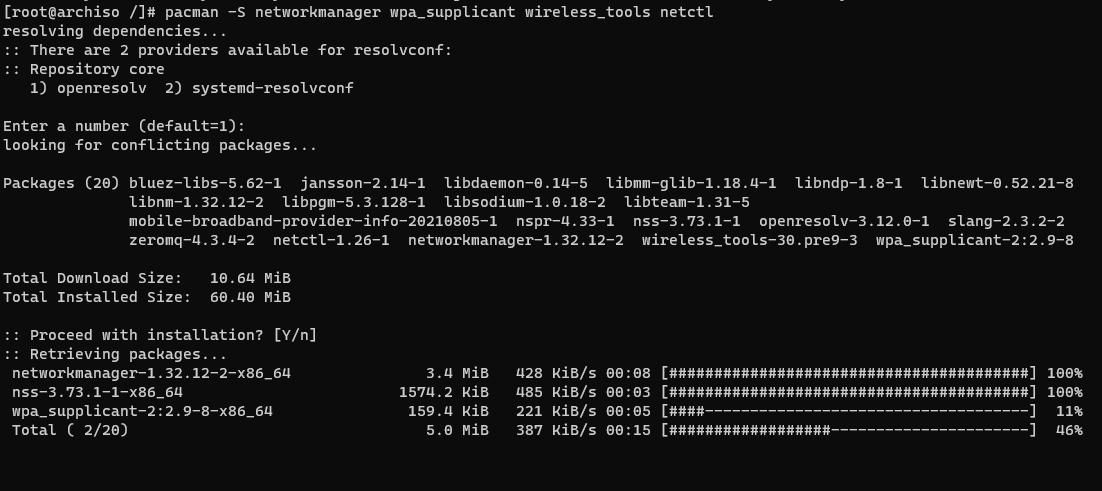 [root@archiso /]# pacman -S networkmanager wpa_supplicant wireless_tools netctl
resolving dependencies...
:: There are 2 providers available for resolvconf:
:: Repository core
   1) openresolv  2) systemd-resolvconf

Enter a number (default=1):
looking for conflicting packages...

Packages (20) bluez-libs-5.62-1  jansson-2.14-1  libdaemon-0.14-5  libmm-glib-1.18.4-1  libndp-1.8-1  libnewt-0.52.21-8
              libnm-1.32.12-2  libpgm-5.3.128-1  libsodium-1.0.18-2  libteam-1.31-5
              mobile-broadband-provider-info-20210805-1  nspr-4.33-1  nss-3.73.1-1  openresolv-3.12.0-1  slang-2.3.2-2
              zeromq-4.3.4-2  netctl-1.26-1  networkmanager-1.32.12-2  wireless_tools-30.pre9-3  wpa_supplicant-2:2.9-8

Total Download Size:   10.64 MiB
Total Installed Size:  60.40 MiB

:: Proceed with installation? [Y/n]
:: Retrieving packages...
 networkmanager-1.32.12-2-x86_64               3.4 MiB   428 KiB/s 00:08 [########################################] 100%
 nss-3.73.1-1-x86_64                        1574.2 KiB   485 KiB/s 00:03 [########################################] 100%
 wpa_supplicant-2:2.9-8-x86_64               159.4 KiB   221 KiB/s 00:05 [####------------------------------------]  11%
 Total ( 2/20)                                 5.0 MiB   387 KiB/s 00:15 [##################----------------------]  46%